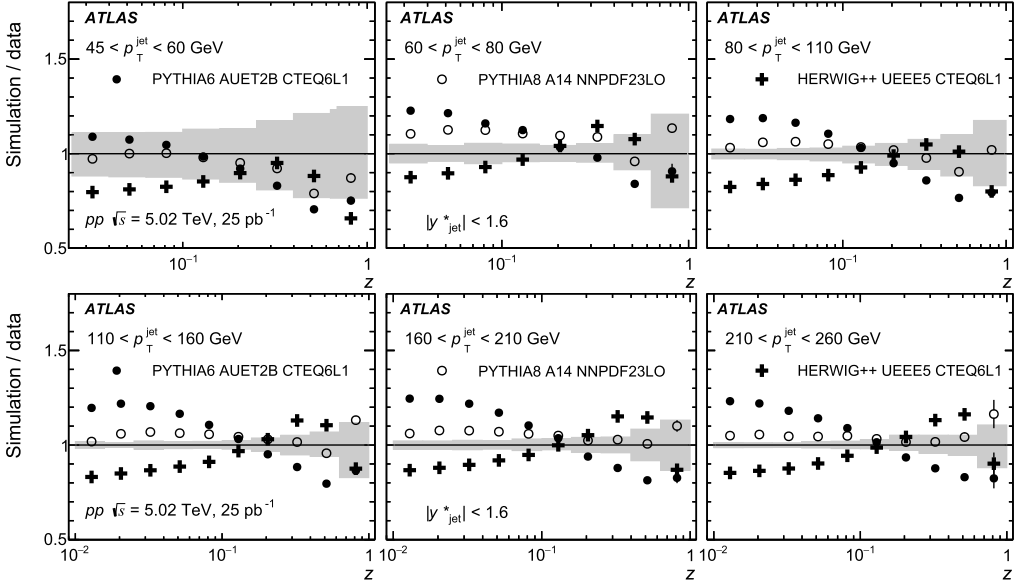 ATLAS
45 < p_T^jet < 60 GeV
PYTHIA6 AUET2B CTEQ6L1
pp √s = 5.02 TeV, 25 pb⁻¹
Simulation / data
1.5
1
0.5
10⁻¹
1
z
ATLAS
60 < p_T^jet < 80 GeV
PYTHIA8 A14 NNPDF23LO
|y*_jet| < 1.6
10⁻¹
1
z
ATLAS
80 < p_T^jet < 110 GeV
HERWIG++ UEEE5 CTEQ6L1
10⁻¹
1
z
ATLAS
110 < p_T^jet < 160 GeV
PYTHIA6 AUET2B CTEQ6L1
pp √s = 5.02 TeV, 25 pb⁻¹
Simulation / data
1.5
1
0.5
10⁻²
10⁻¹
1
z
ATLAS
160 < p_T^jet < 210 GeV
PYTHIA8 A14 NNPDF23LO
|y*_jet| < 1.6
10⁻²
10⁻¹
1
z
ATLAS
210 < p_T^jet < 260 GeV
HERWIG++ UEEE5 CTEQ6L1
10⁻²
10⁻¹
1
z